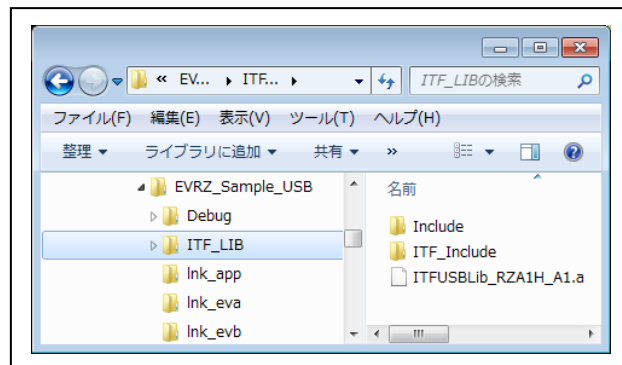 « EV... ▸ ITF... ▸
ITF_LIBの検索
ファイル(F) 編集(E) 表示(V) ツール(T) ヘルプ(H)
整理 ▼ ライブラリに追加 ▼ 共有 ▼ »
EVRZ_Sample_USB
Debug
ITF_LIB
lnk_app
lnk_eva
lnk_evb
名前
Include
ITF_Include
ITFUSBLib_RZA1H_A1.a